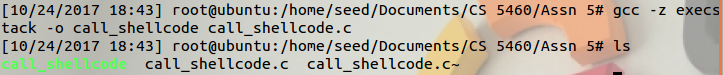 [10/24/2017 18:43] root@ubuntu:/home/seed/Documents/CS 5460/Assn 5# gcc -z execs
tack -o call_shellcode call_shellcode.c
[10/24/2017 18:43] root@ubuntu:/home/seed/Documents/CS 5460/Assn 5# ls
call_shellcode  call_shellcode.c  call_shellcode.c~